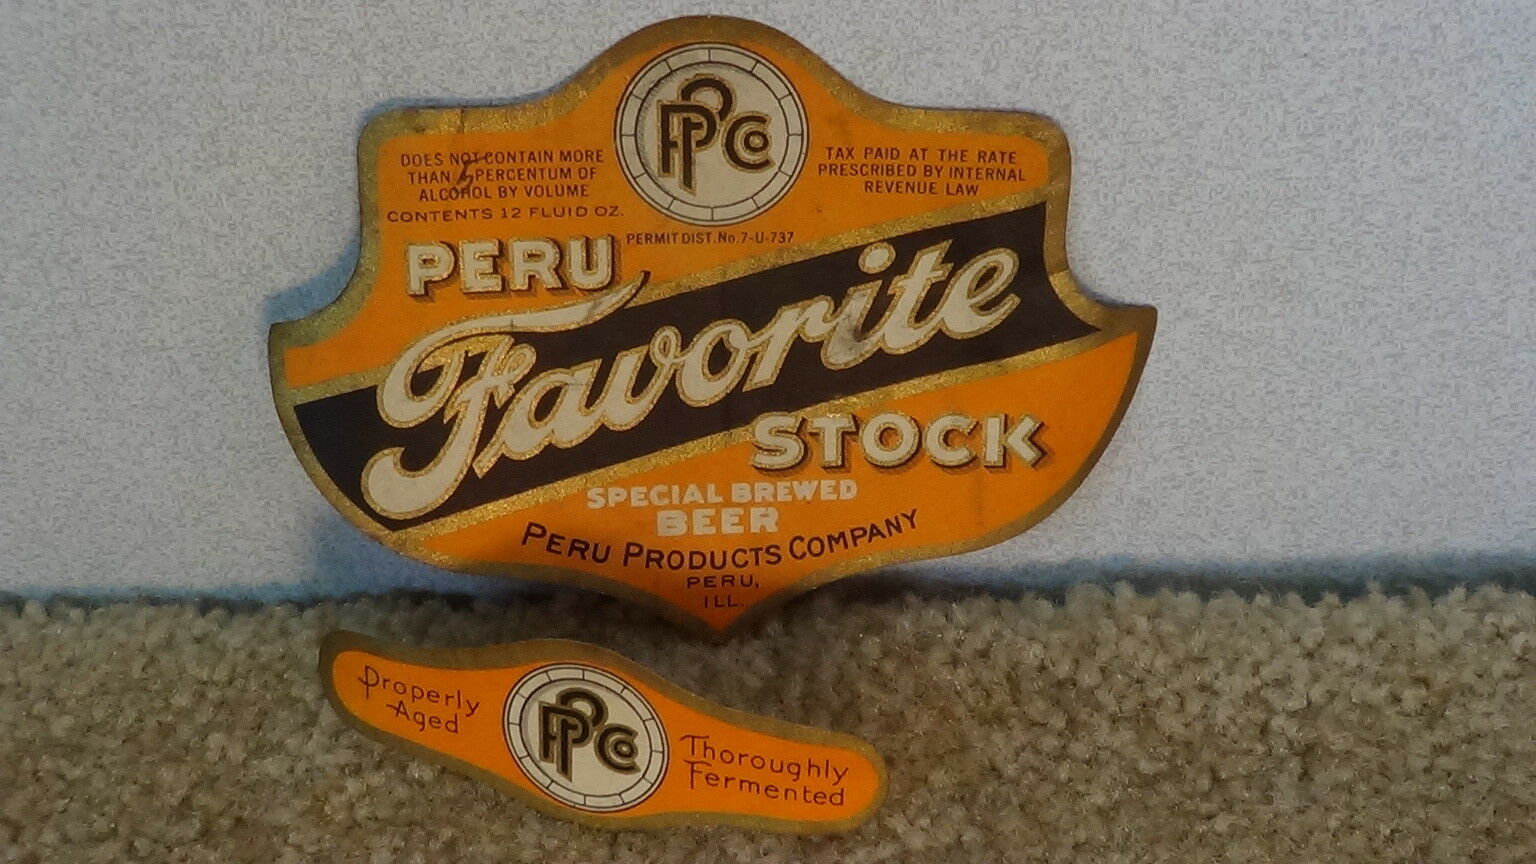 PPCo
DOES NOT CONTAIN MORE
THAN 5 PERCENTUM OF
ALCOHOL BY VOLUME
CONTENTS 12 FLUID OZ.
TAX PAID AT THE RATE
PRESCRIBED BY INTERNAL
REVENUE LAW
PERMIT DIST. No. 7-U-737
PERU
Favorite
STOCK
SPECIAL BREWED
BEER
PERU PRODUCTS COMPANY
PERU,
ILL.
Properly
Aged
PPCo
Thoroughly
Fermented